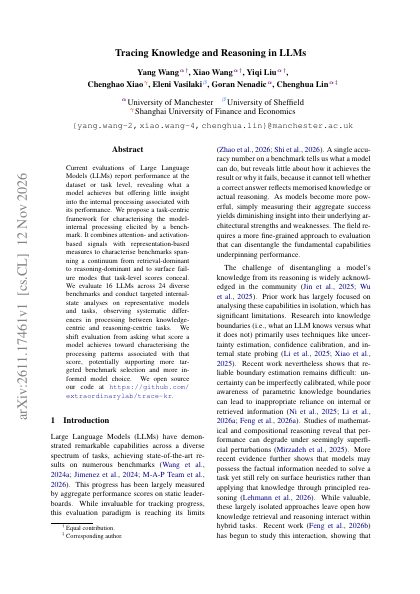 Tracing Knowledge and Reasoning in LLMs
Yang Wang α †, Xiao Wang α †, Yiqi Liu α †,
Chenghao Xiao γ, Eleni Vasilaki σ, Goran Nenadic α, Chenghua Lin α ‡
α University of Manchester σ University of Sheffield
γ Shanghai University of Finance and Economics
{yang.wang-2, xiao.wang-4, chenghua.lin}@manchester.ac.uk
arXiv:2611.17461v1 [cs.CL] 12 Nov 2026
Abstract
Current evaluations of Large Language
Models (LLMs) report performance at the
dataset or task level, revealing what a
model achieves but offering little insight
into the internal processing associated with
its performance. We propose a task-centric
framework for characterising the model-
internal processing elicited by a bench-
mark. It combines attention- and activation-
based signals with representation-based
measures to characterise benchmarks span-
ning a continuum from retrieval-dominant
to reasoning-dominant and to surface fail-
ure modes that task-level scores conceal.
We evaluate 16 LLMs across 24 diverse
benchmarks and conduct targeted internal-
state analyses on representative models
and tasks, observing systematic differ-
ences in processing between knowledge-
centric and reasoning-centric tasks. We
shift evaluation from asking what score a
model achieves toward characterising the
processing patterns associated with that
score, potentially supporting more tar-
geted benchmark selection and more in-
formed model choice. We open source
our code at https://github.com/
extraordinarylab/trace-kr.
1 Introduction
Large Language Models (LLMs) have demon-
strated remarkable capabilities across a diverse
spectrum of tasks, achieving state-of-the-art re-
sults on numerous benchmarks (Wang et al.,
2024a; Jimenez et al., 2024; M-A-P Team et al.,
2026). This progress has been largely measured
by aggregate performance scores on static leader-
boards. While invaluable for tracking progress,
this evaluation paradigm is reaching its limits
† Equal contribution.
‡ Corresponding author.
(Zhao et al., 2026; Shi et al., 2026). A single accu-
racy number on a benchmark tells us what a model
can do, but reveals little about how it achieves the
result or why it fails, because it cannot tell whether
a correct answer reflects memorised knowledge or
actual reasoning. As models become more pow-
erful, simply measuring their aggregate success
yields diminishing insight into their underlying ar-
chitectural strengths and weaknesses. The field re-
quires a more fine-grained approach to evaluation
that can disentangle the fundamental capabilities
underpinning performance.
The challenge of disentangling a model's
knowledge from its reasoning is widely acknowl-
edged in the community (Jin et al., 2025; Wu
et al., 2025). Prior work has largely focused on
analysing these capabilities in isolation, which has
significant limitations. Research into knowledge
boundaries (i.e., what an LLM knows versus what
it does not) primarily uses techniques like uncer-
tainty estimation, confidence calibration, and in-
ternal state probing (Li et al., 2025; Xiao et al.,
2025). Recent work nevertheless shows that re-
liable boundary estimation remains difficult: un-
certainty can be imperfectly calibrated, while poor
awareness of parametric knowledge boundaries
can lead to inappropriate reliance on internal or
retrieved information (Ni et al., 2025; Li et al.,
2026a; Feng et al., 2026a). Studies of mathemati-
cal and compositional reasoning reveal that per-
formance can degrade under seemingly superfi-
cial perturbations (Mirzadeh et al., 2025). More
recent evidence further shows that models may
possess the factual information needed to solve a
task yet still rely on surface heuristics rather than
applying that knowledge through principled rea-
soning (Lehmann et al., 2026). While valuable,
these largely isolated approaches leave open how
knowledge retrieval and reasoning interact within
hybrid tasks. Recent work (Feng et al., 2026b)
has begun to study this interaction, showing that